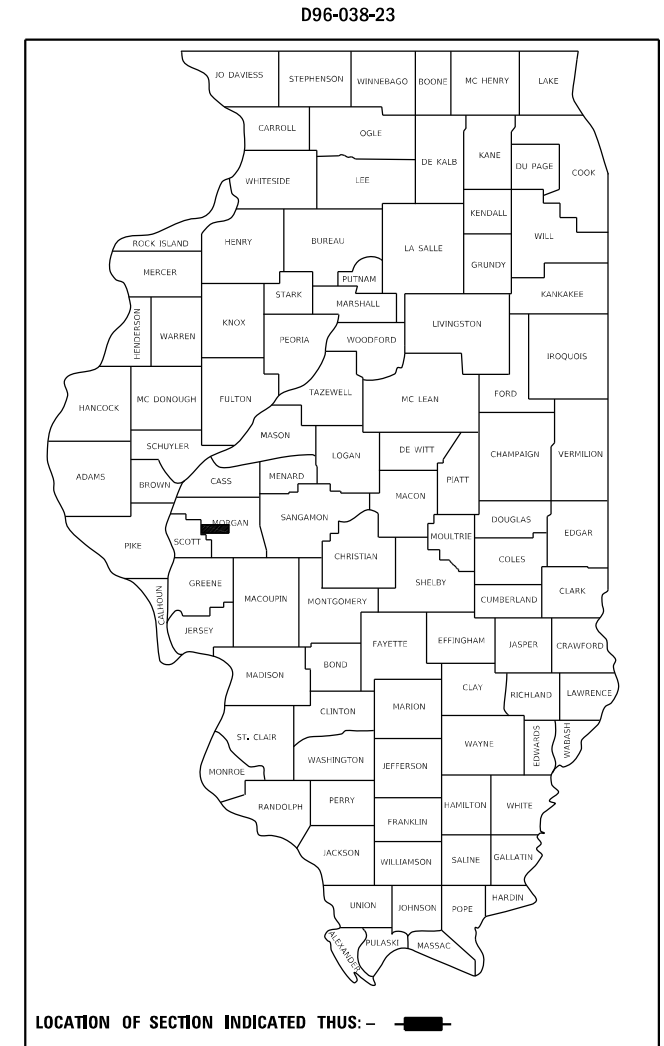 D96-038-23
JO DAVIESS STEPHENSON WINNEBAGO BOONE MC HENRY LAKE
CARROLL OGLE
DE KALB KANE DU PAGE COOK
WHITESIDE LEE
KENDALL
ROCK ISLAND HENRY BUREAU LA SALLE WILL
GRUNDY
MERCER PUTNAM
STARK MARSHALL KANKAKEE
HENDERSON WARREN KNOX PEORIA WOODFORD LIVINGSTON
IROQUOIS
HANCOCK MC DONOUGH FULTON TAZEWELL MC LEAN FORD
MASON
SCHUYLER LOGAN DE WITT CHAMPAIGN VERMILION
ADAMS BROWN CASS MENARD PIATT
MACON
MORGAN SANGAMON DOUGLAS
PIKE SCOTT CHRISTIAN MOULTRIE EDGAR
COLES
GREENE SHELBY
CALHOUN MACOUPIN MONTGOMERY CUMBERLAND CLARK
JERSEY FAYETTE EFFINGHAM JASPER CRAWFORD
BOND
MADISON CLAY
RICHLAND LAWRENCE
CLINTON MARION
ST. CLAIR WAYNE EDWARDS WABASH
WASHINGTON JEFFERSON
MONROE
RANDOLPH PERRY HAMILTON WHITE
FRANKLIN
JACKSON WILLIAMSON SALINE GALLATIN
HARDIN
UNION JOHNSON POPE
ALEXANDER PULASKI MASSAC
LOCATION OF SECTION INDICATED THUS: –